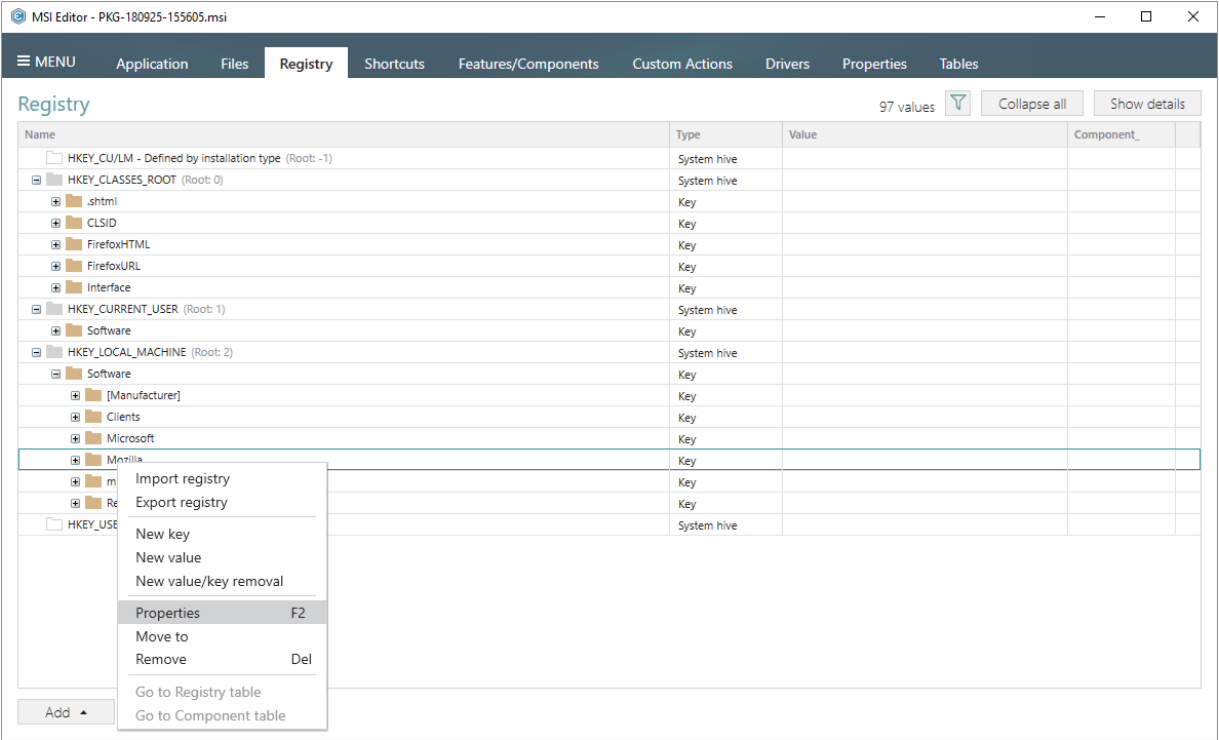 MSI Editor - PKG-180925-155605.msi
MENU Application Files Registry Shortcuts Features/Components Custom Actions Drivers Properties Tables
Registry 97 values Collapse all Show details
Name Type Value Component_
HKEY_CU/LM - Defined by installation type (Root: -1) System hive
HKEY_CLASSES_ROOT (Root: 0) System hive
.shtml Key
CLSID Key
FirefoxHTML Key
FirefoxURL Key
Interface Key
HKEY_CURRENT_USER (Root: 1) System hive
Software Key
HKEY_LOCAL_MACHINE (Root: 2) System hive
Software Key
[Manufacturer] Key
Clients Key
Microsoft Key
Mozilla Key
m Key
Re Key
HKEY_USE System hive
Import registry
Export registry
New key
New value
New value/key removal
Properties F2
Move to
Remove Del
Go to Registry table
Go to Component table
Add